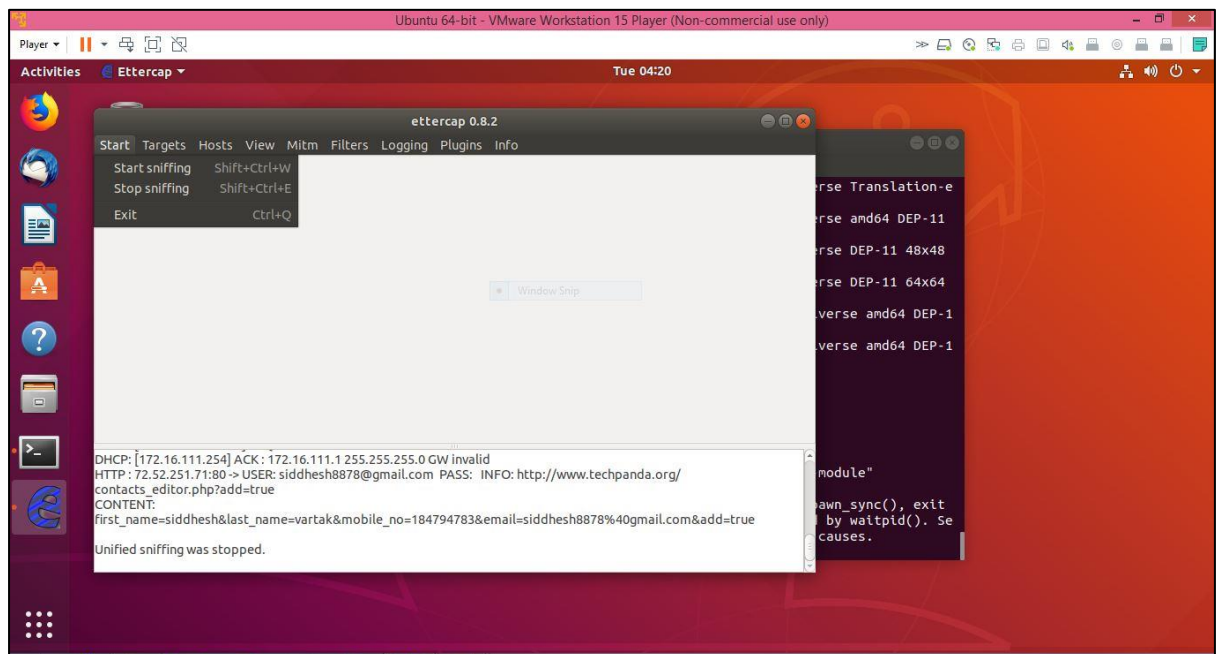 Ubuntu 64-bit - VMware Workstation 15 Player (Non-commercial use only)
Player
Activities Ettercap Tue 04:20
ettercap 0.8.2
Start Targets Hosts View Mitm Filters Logging Plugins Info
Start sniffing Shift+Ctrl+W
Stop sniffing Shift+Ctrl+E
Exit Ctrl+Q
Window Snip
DHCP: [172.16.111.254] ACK : 172.16.111.1 255.255.255.0 GW invalid
HTTP : 72.52.251.71:80 -> USER: siddhesh8878@gmail.com PASS: INFO: http://www.techpanda.org/
contacts_editor.php?add=true
CONTENT:
first_name=siddhesh&last_name=vartak&mobile_no=184794783&email=siddhesh8878%40gmail.com&add=true
Unified sniffing was stopped.
erse Translation-e
erse amd64 DEP-11
erse DEP-11 48x48
erse DEP-11 64x64
verse amd64 DEP-1
verse amd64 DEP-1
module"
pawn_sync(), exit
by waitpid(). Se
causes.